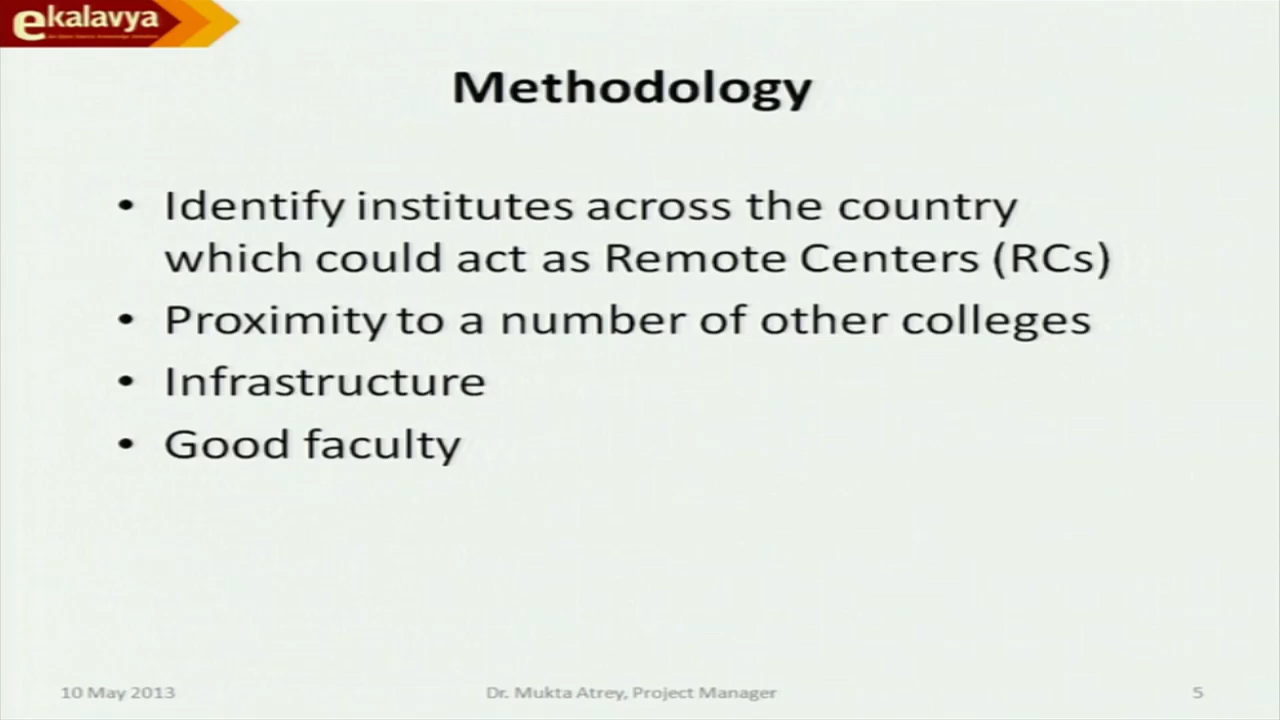 ekalavya
Methodology
• Identify institutes across the country
which could act as Remote Centers (RCs)
• Proximity to a number of other colleges
• Infrastructure
• Good faculty
10 May 2013
Dr. Mukta Atrey, Project Manager
5